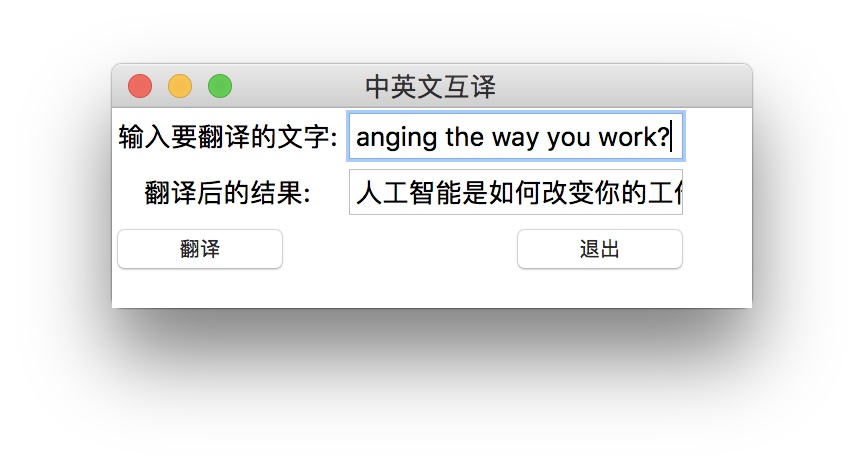 中英文互译
输入要翻译的文字: anging the way you work?
翻译后的结果: 人工智能是如何改变你的工
翻译 退出